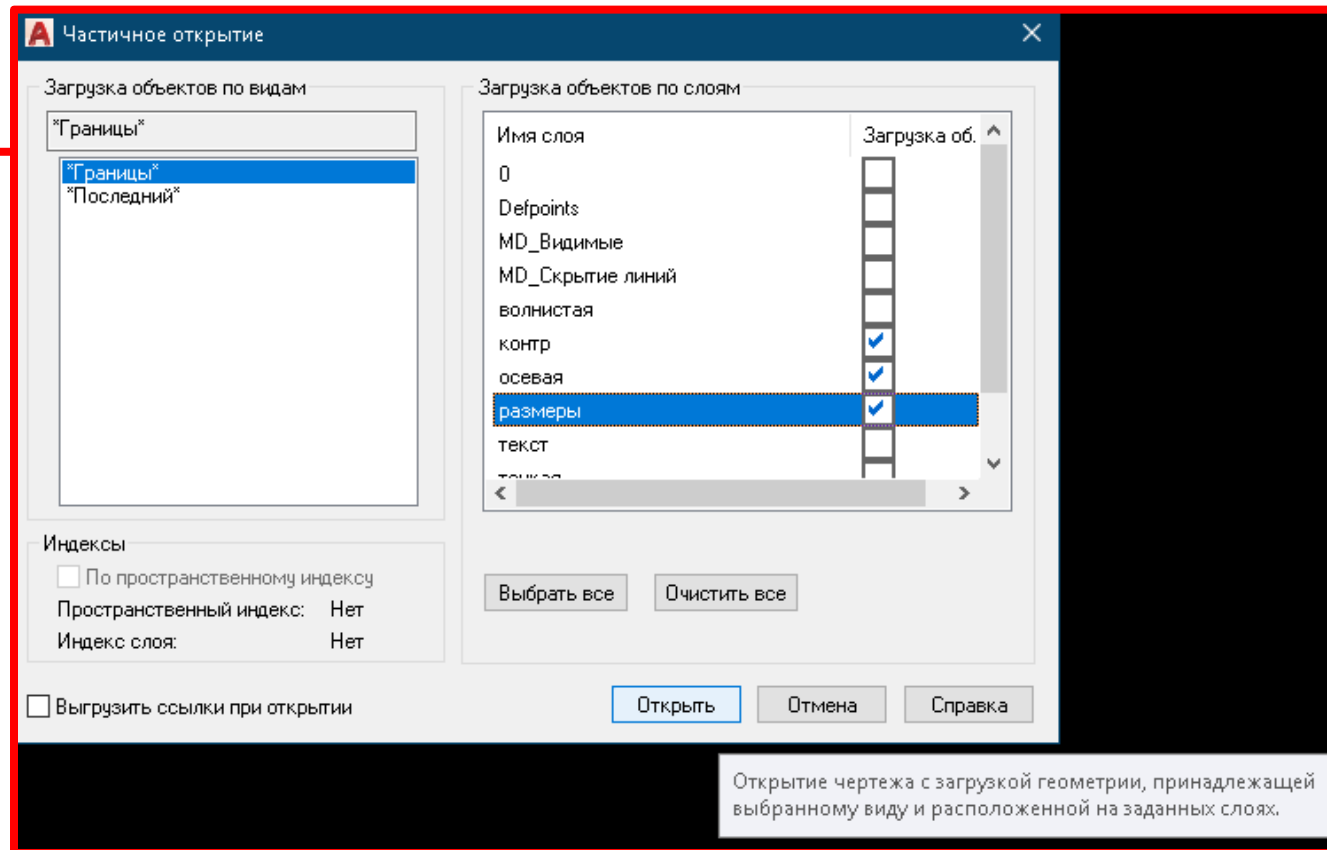 Частичное открытие
Загрузка объектов по видам
*Границы*
*Границы*
*Последний*
Индексы
По пространственному индексу
Пространственный индекс: Нет
Индекс слоя: Нет
Загрузка объектов по слоям
Имя слоя Загрузка об.
0
Defpoints
MD_Видимые
MD_Скрытие линий
волнистая
контр
осевая
размеры
текст
Выбрать все Очистить все
Выгрузить ссылки при открытии
Открыть Отмена Справка
Открытие чертежа с загрузкой геометрии, принадлежащей
выбранному виду и расположенной на заданных слоях.